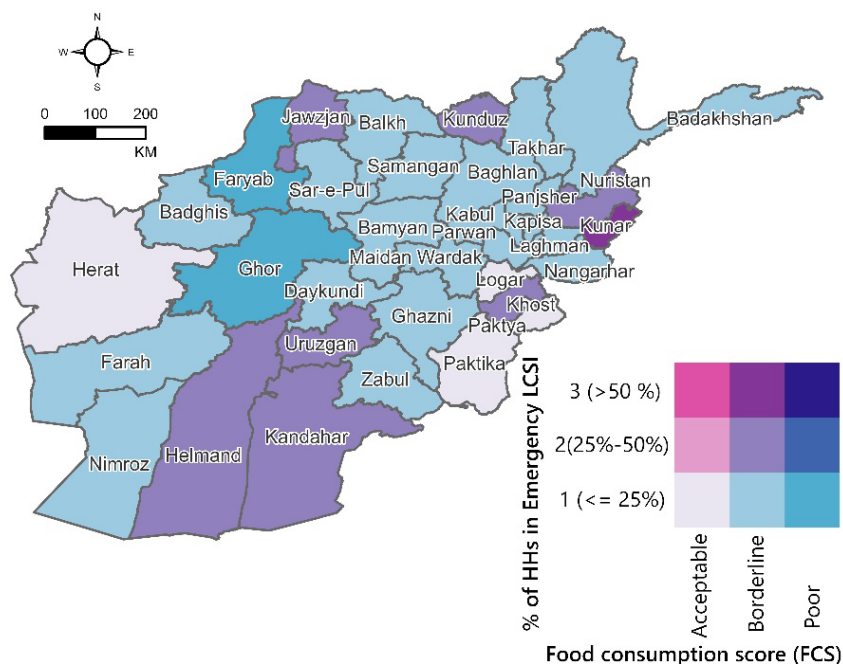 N
W E
S
0 100 200
KM
Jawzjan
Balkh
Kunduz
Badakhshan
Takhar
Faryab
Samangan
Baghlan
Sar-e-Pul
Nuristan
Panjsher
Badghis
Kabul
Kapisa
Kunar
Bamyan
Parwan
Laghman
Herat
Ghor
Maidan Wardak
Nangarhar
Logar
Daykundi
Khost
Ghazni
Paktya
Uruzgan
Farah
Paktika
Zabul
Kandahar
Nimroz
Helmand
% of HHs in Emergency LCSI
3 (>50 %)
2(25%-50%)
1 (<= 25%)
Acceptable
Borderline
Poor
Food consumption score (FCS)